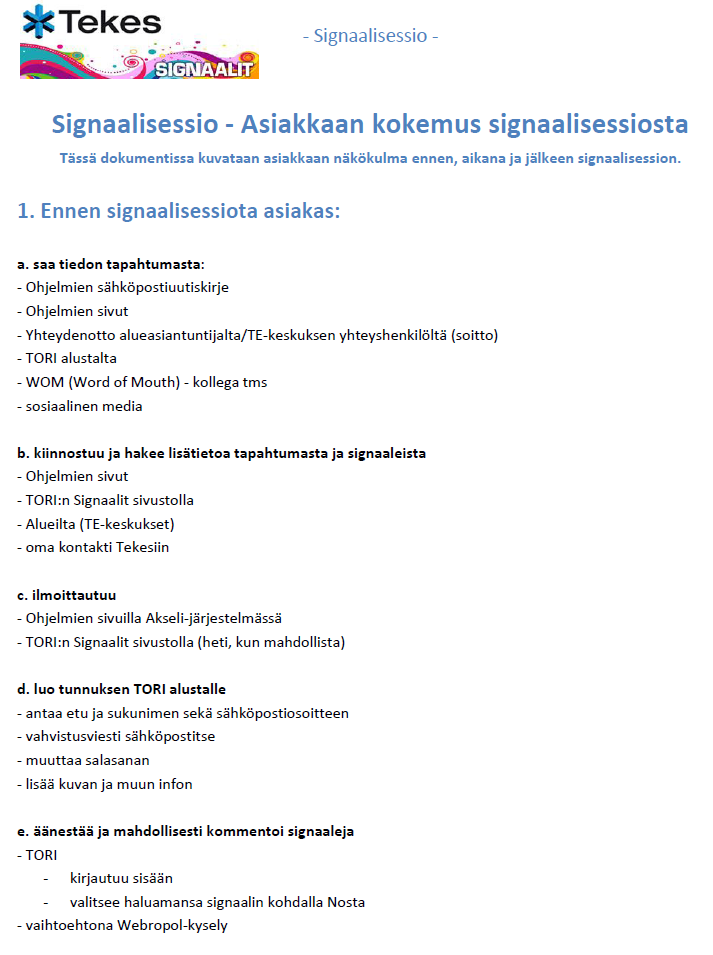 Tekes
SIGNAALIT
- Signaalisessio -
Signaalisessio - Asiakkaan kokemus signaalisessiosta
Tässä dokumentissa kuvataan asiakkaan näkökulma ennen, aikana ja jälkeen signaalisession.
1. Ennen signaalisessiota asiakas:
a. saa tiedon tapahtumasta:
- Ohjelmien sähköpostiuutiskirje
- Ohjelmien sivut
- Yhteydenotto alueasiantuntijalta/TE-keskuksen yhteyshenkilöltä (soitto)
- TORI alustalta
- WOM (Word of Mouth) - kollega tms
- sosiaalinen media
b. kiinnostuu ja hakee lisätietoa tapahtumasta ja signaaleista
- Ohjelmien sivut
- TORI:n Signaalit sivustolla
- Alueilta (TE-keskukset)
- oma kontakti Tekesiin
c. ilmoittautuu
- Ohjelmien sivuilla Akseli-järjestelmässä
- TORI:n Signaalit sivustolla (heti, kun mahdollista)
d. luo tunnuksen TORI alustalle
- antaa etu ja sukunimen sekä sähköpostiosoitteen
- vahvistusviesti sähköpostitse
- muuttaa salasanan
- lisää kuvan ja muun infon
e. äänestää ja mahdollisesti kommentoi signaaleja
- TORI
- kirjautuu sisään
- valitsee haluamansa signaalin kohdalla Nosta
- vaihtoehtona Webropol-kysely